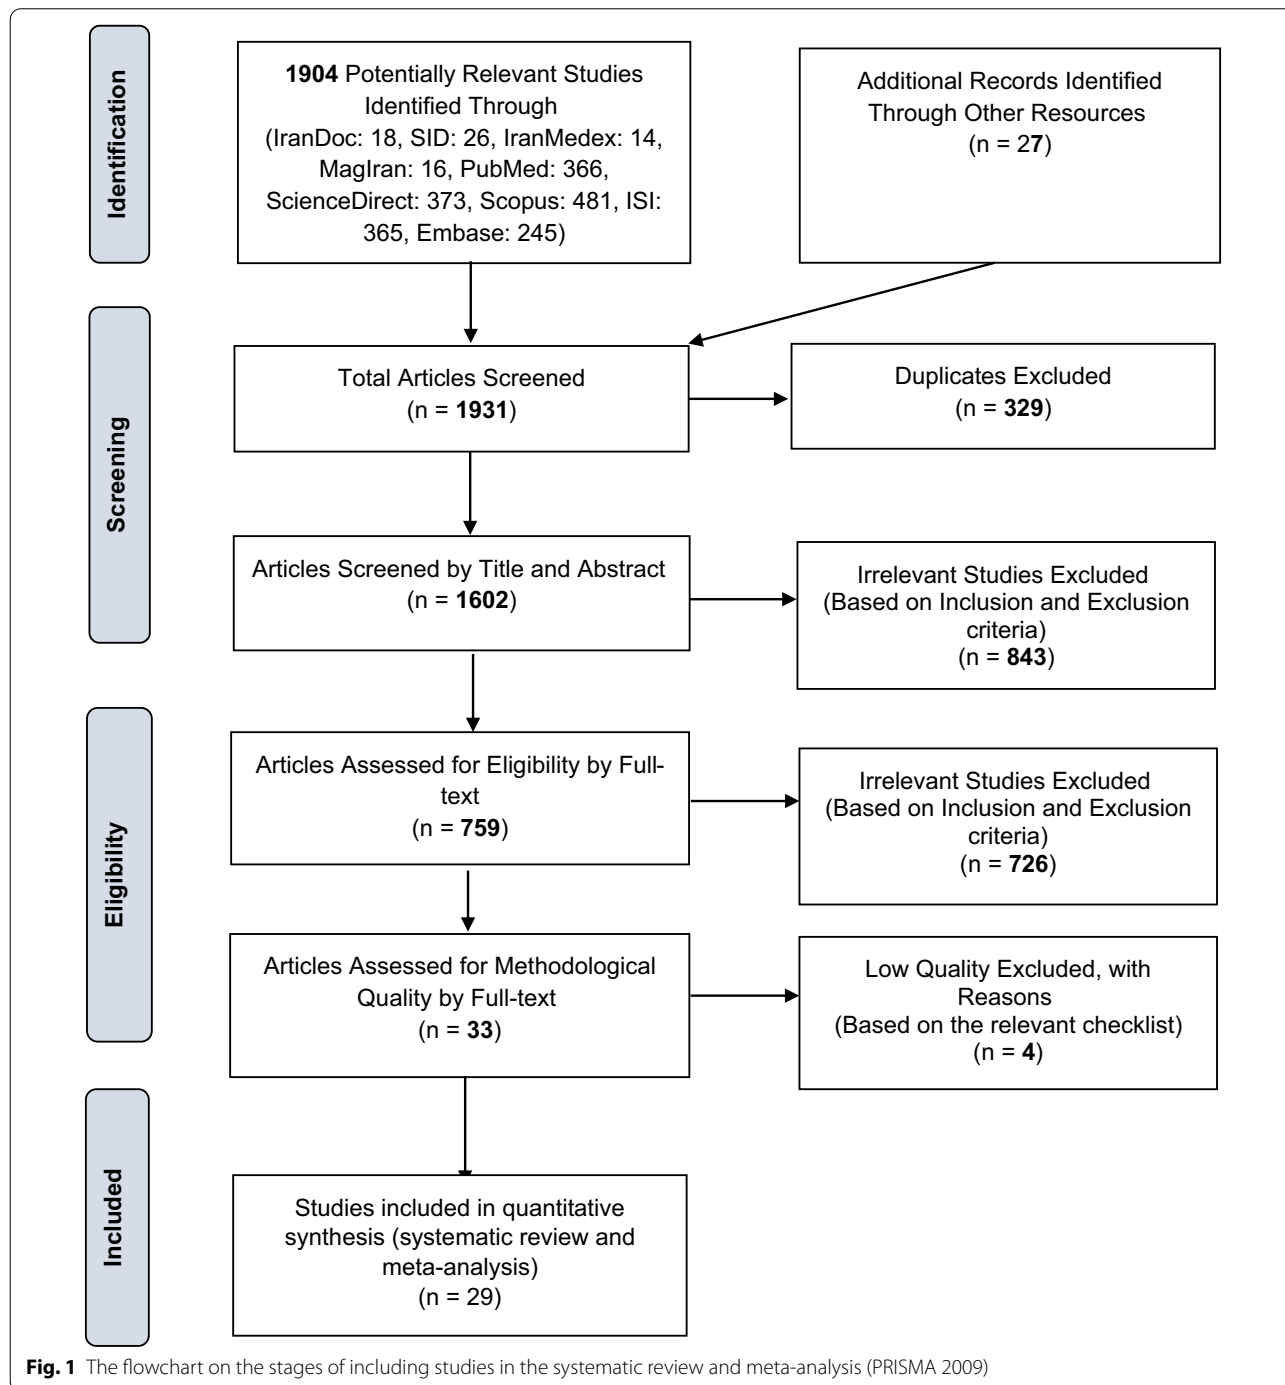 Identification
1904 Potentially Relevant Studies
Identified Through
(IranDoc: 18, SID: 26, IranMedex: 14,
MagIran: 16, PubMed: 366,
ScienceDirect: 373, Scopus: 481, ISI:
365, Embase: 245)
Additional Records Identified
Through Other Resources
(n = 27)
Screening
Total Articles Screened
(n = 1931)
Duplicates Excluded
(n = 329)
Articles Screened by Title and Abstract
(n = 1602)
Irrelevant Studies Excluded
(Based on Inclusion and Exclusion
criteria)
(n = 843)
Eligibility
Articles Assessed for Eligibility by Full-
text
(n = 759)
Irrelevant Studies Excluded
(Based on Inclusion and Exclusion
criteria)
(n = 726)
Articles Assessed for Methodological
Quality by Full-text
(n = 33)
Low Quality Excluded, with
Reasons
(Based on the relevant checklist)
(n = 4)
Included
Studies included in quantitative
synthesis (systematic review and
meta-analysis)
(n = 29)
Fig. 1 The flowchart on the stages of including studies in the systematic review and meta-analysis (PRISMA 2009)